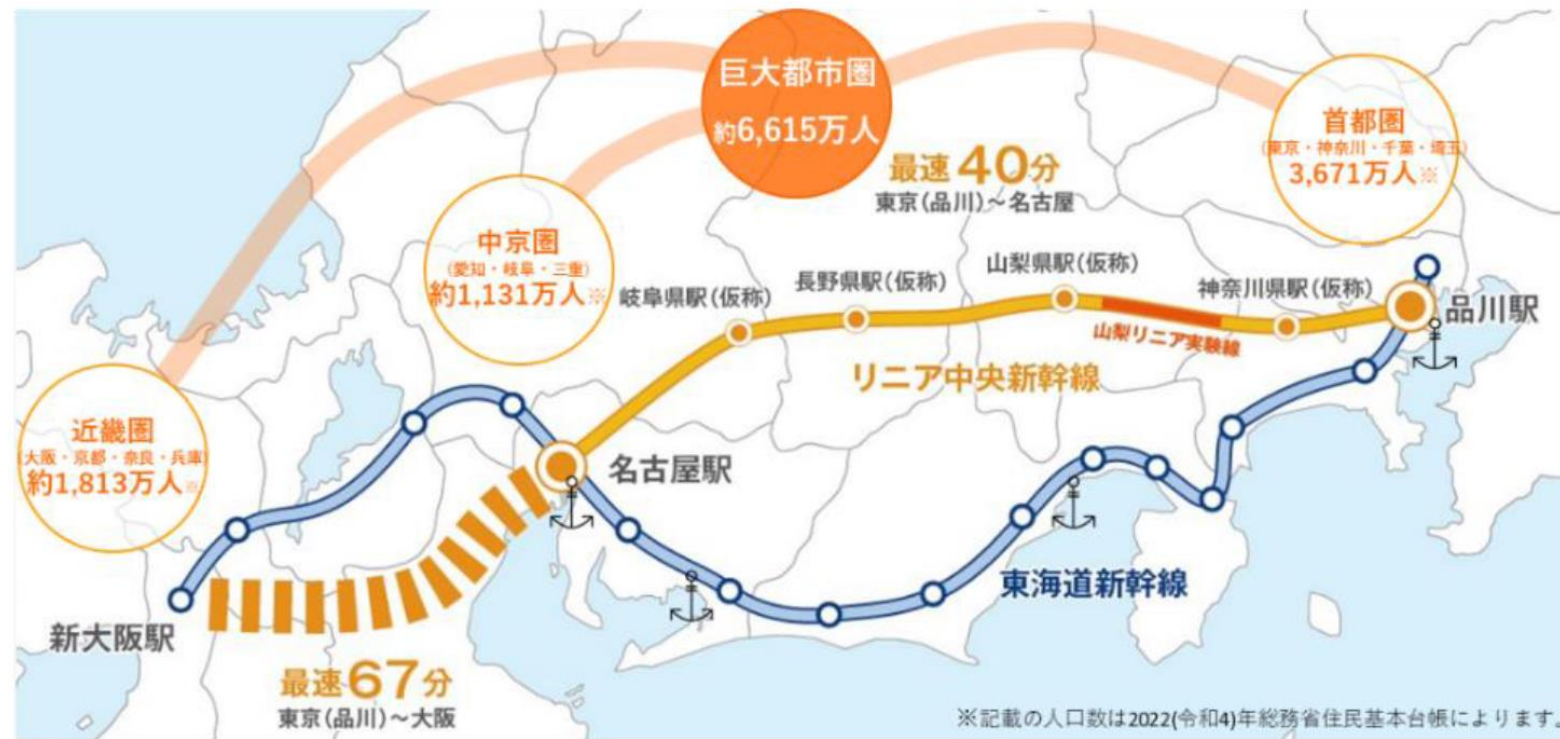 巨大都市圏
約6,615万人
首都圏
(東京・神奈川・千葉・埼玉)
3,671万人※
最速40分
東京(品川)～名古屋
中京圏
(愛知・岐阜・三重)
約1,131万人※
岐阜県駅(仮称)
長野県駅(仮称)
山梨県駅(仮称)
神奈川県駅(仮称)
品川駅
山梨リニア実験線
リニア中央新幹線
近畿圏
(大阪・京都・奈良・兵庫)
約1,813万人※
名古屋駅
東海道新幹線
新大阪駅
最速67分
東京(品川)～大阪
※記載の人口数は2022(令和4)年総務省住民基本台帳によります。